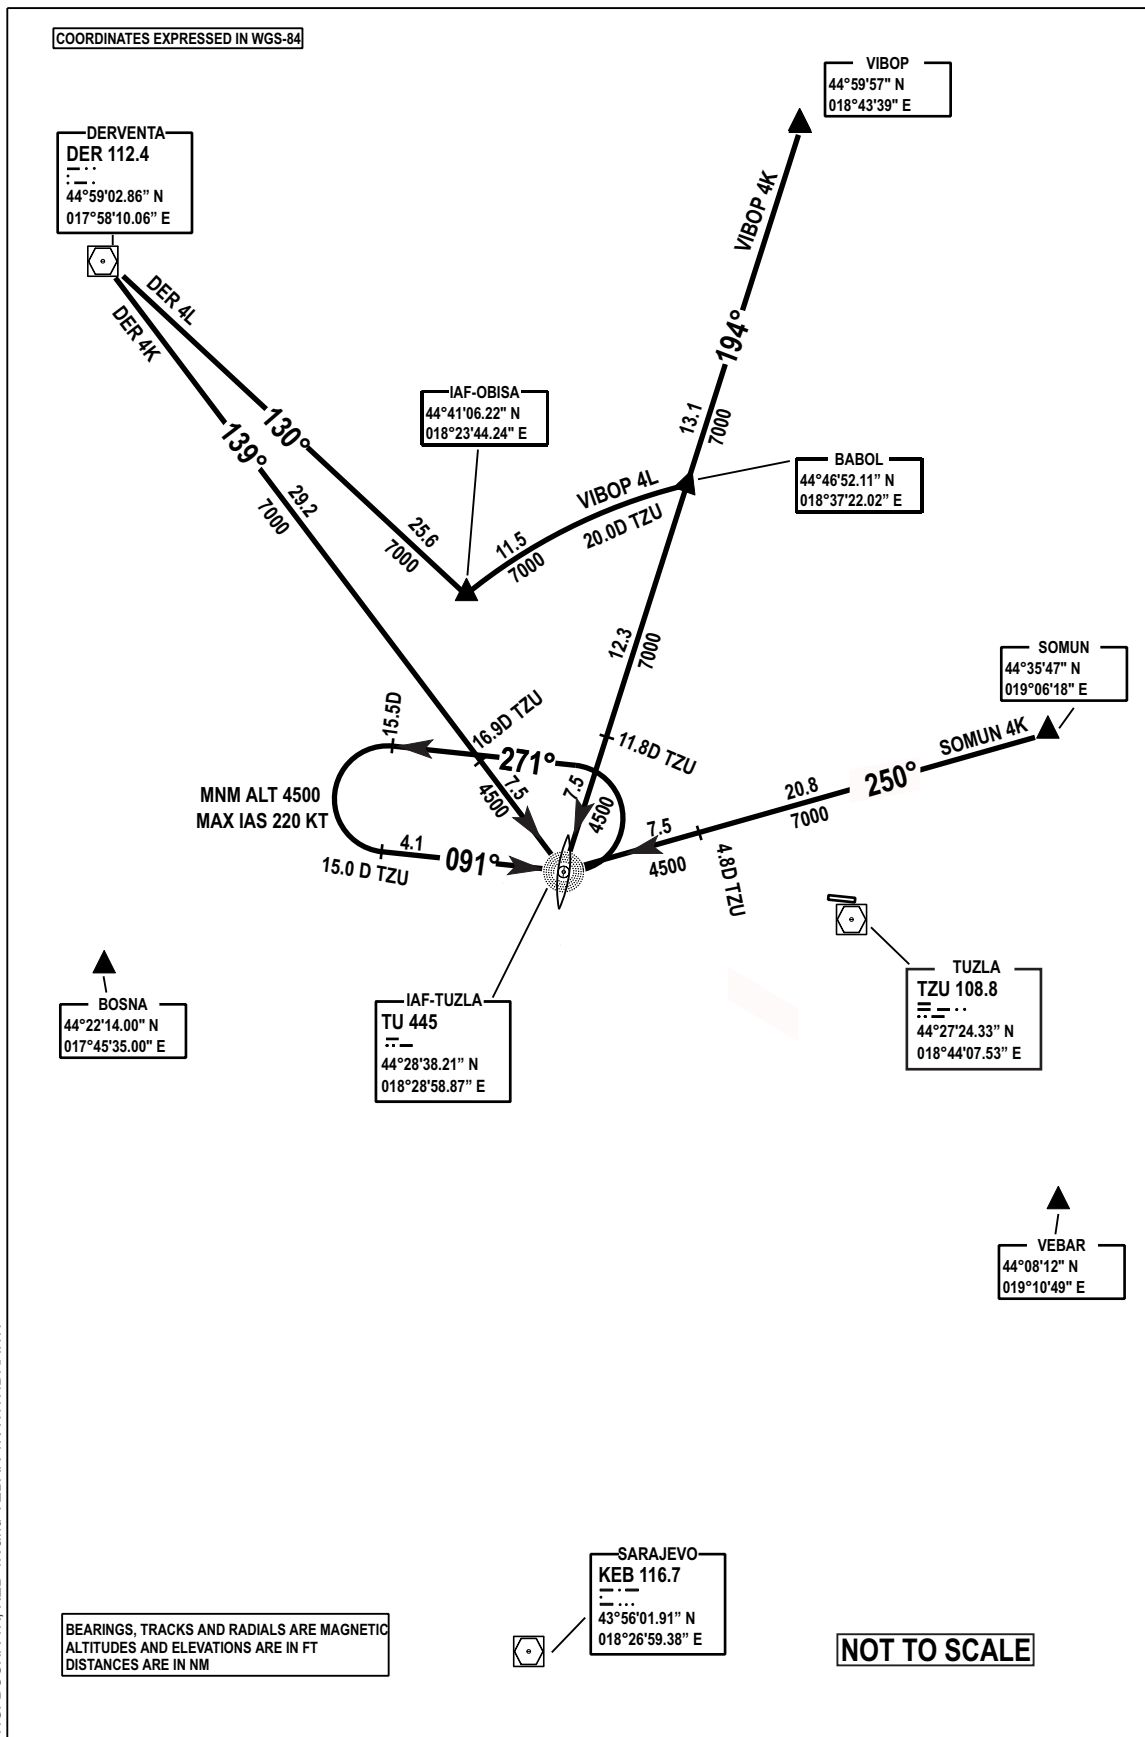 COORDINATES EXPRESSED IN WGS-84
VIBOP
44°59'57" N
018°43'39" E
DERVENTA
DER 112.4
44°59'02.86” N
017°58'10.06” E
VIBOP 4K
DER 4L
DER 4K
194°
IAF-OBISA
44°41'06.22" N
018°23'44.24" E
13.1
7000
130°
139°
BABOL
44°46'52.11” N
018°37'22.02” E
VIBOP 4L
20.0D TZU
29.2
7000
25.6
7000
11.5
7000
12.3
7000
SOMUN
44°35'47" N
019°06'18" E
SOMUN 4K
15.5D
16.9D TZU
11.8D TZU
271°
250°
20.8
7000
7.5
4500
7.5
4500
MNM ALT 4500
MAX IAS 220 KT
7.5
4500
4.8D TZU
4.1
091°
15.0 D TZU
BOSNA
44°22'14.00" N
017°45'35.00" E
IAF-TUZLA
TU 445
44°28'38.21” N
018°28'58.87” E
TUZLA
TZU 108.8
44°27'24.33” N
018°44'07.53” E
VEBAR
44°08'12" N
019°10'49" E
SARAJEVO
KEB 116.7
43°56'01.91” N
018°26'59.38” E
BEARINGS, TRACKS AND RADIALS ARE MAGNETIC
ALTITUDES AND ELEVATIONS ARE IN FT
DISTANCES ARE IN NM
NOT TO SCALE